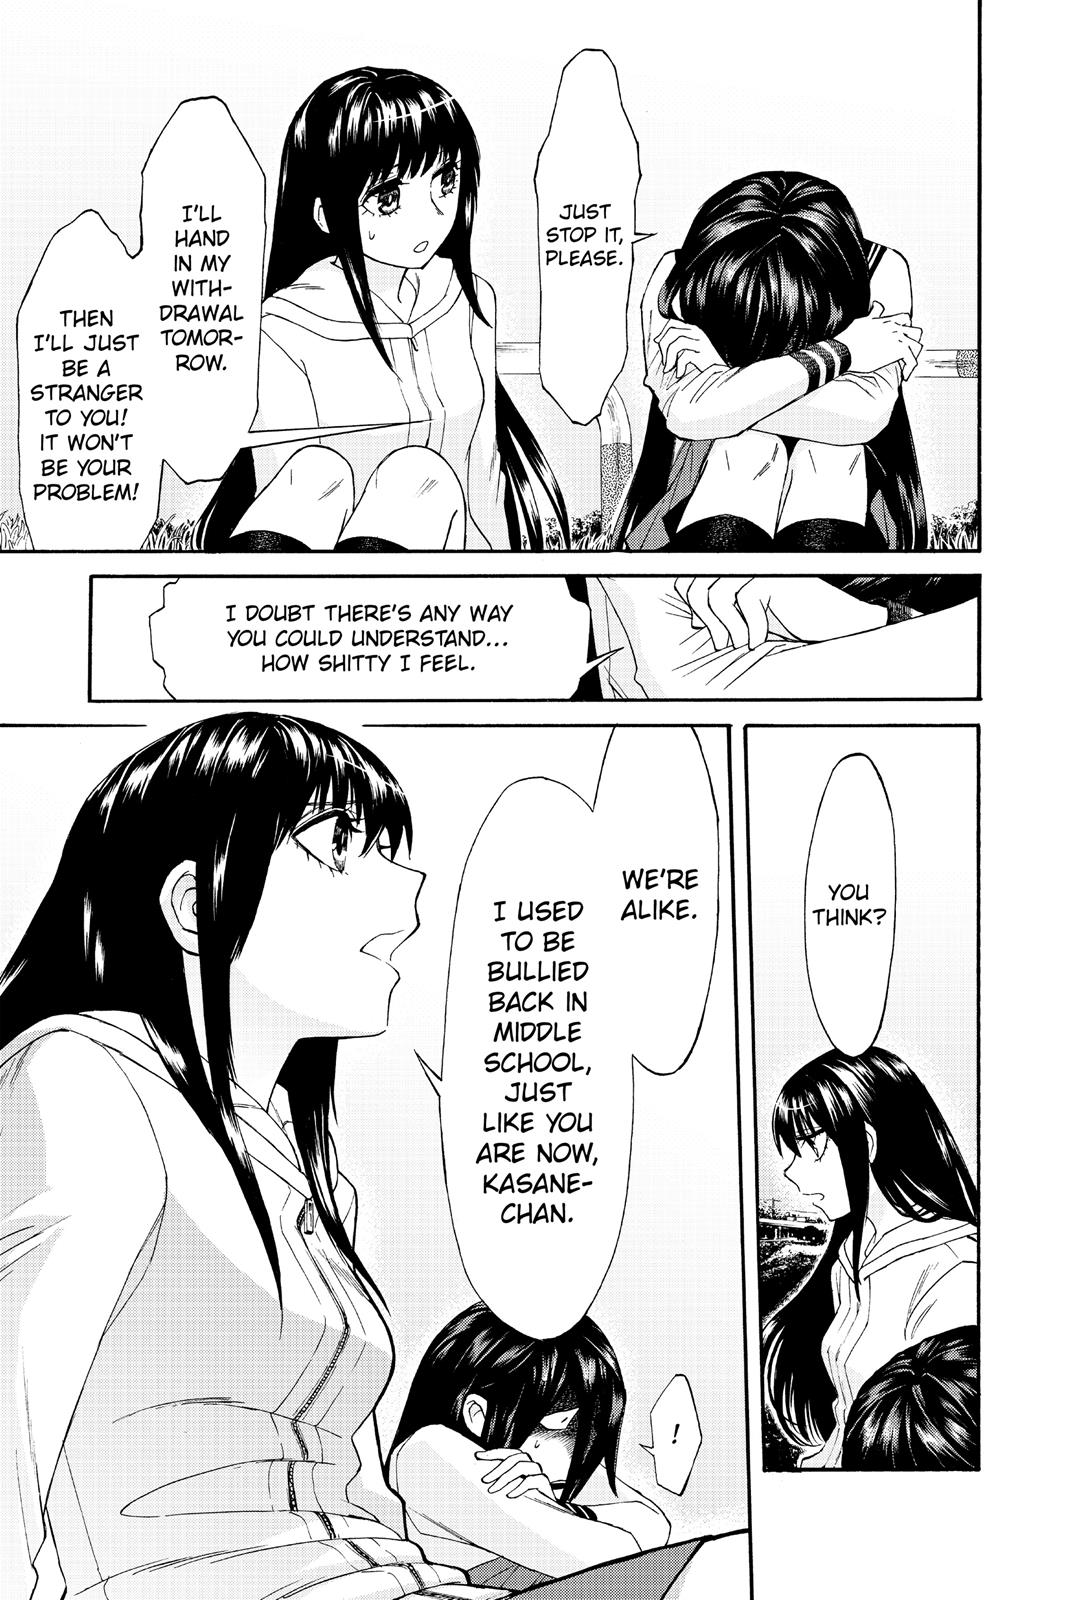 JUST
STOP IT,
PLEASE.
I'LL
HAND
IN MY
WITH-
DRAWAL
TOMOR-
ROW.
THEN
I'LL JUST
BE A
STRANGER
TO YOU!
IT WON'T
BE YOUR
PROBLEM!
I DOUBT THERE'S ANY WAY
YOU COULD UNDERSTAND...
HOW SHITTY I FEEL.
YOU
THINK?
WE'RE
ALIKE.
I USED
TO BE
BULLIED
BACK IN
MIDDLE
SCHOOL,
JUST
LIKE YOU
ARE NOW,
KASANE-
CHAN.
!